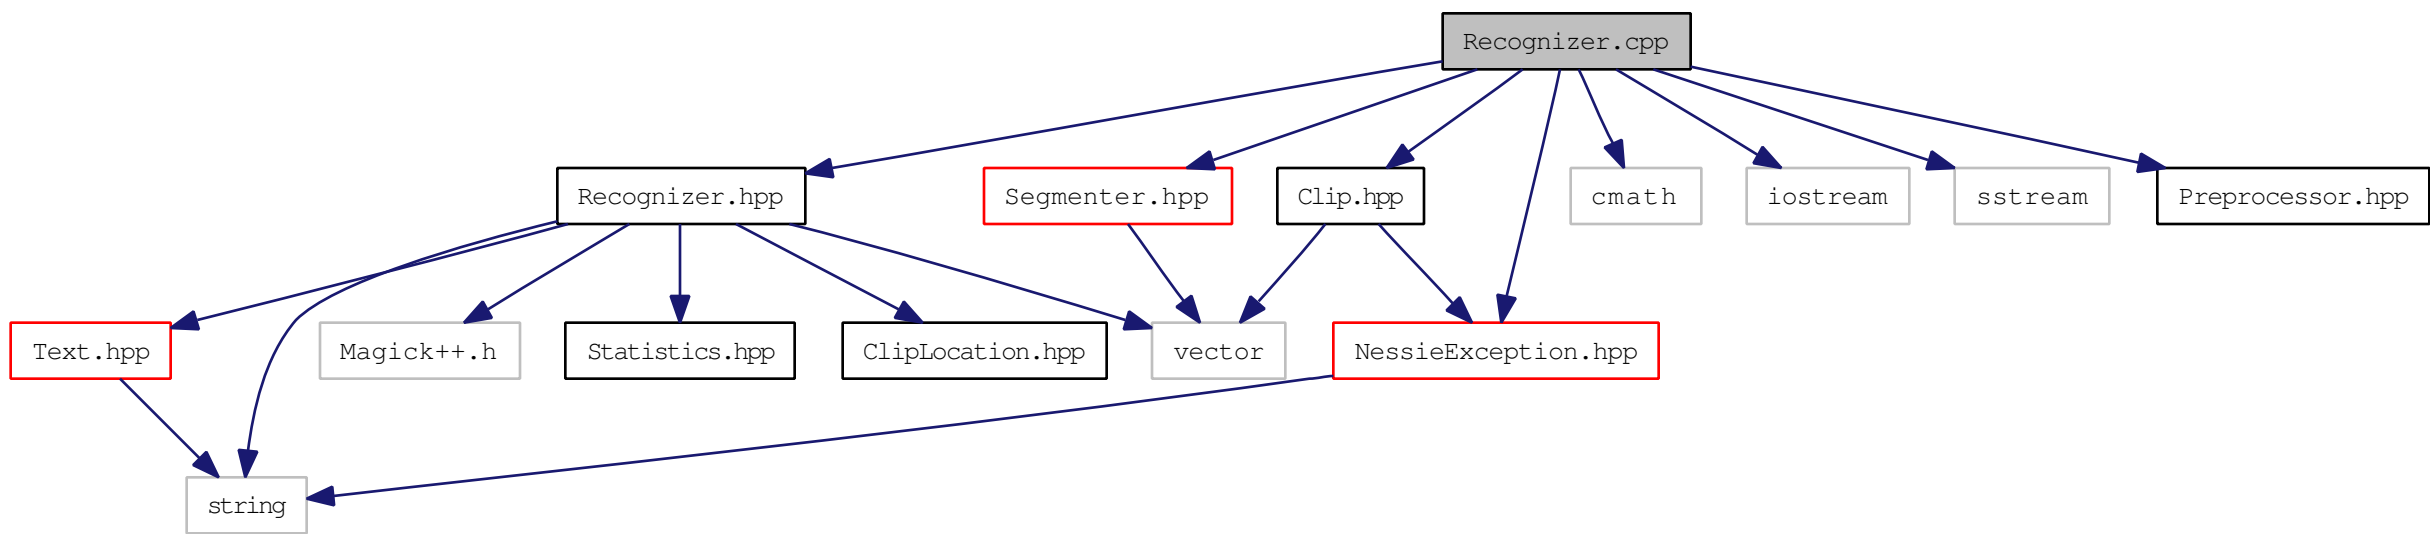 Recognizer.cpp
Recognizer.hpp
Segmenter.hpp
Clip.hpp
cmath
iostream
sstream
Preprocessor.hpp
Text.hpp
Magick++.h
Statistics.hpp
ClipLocation.hpp
vector
NessieException.hpp
string